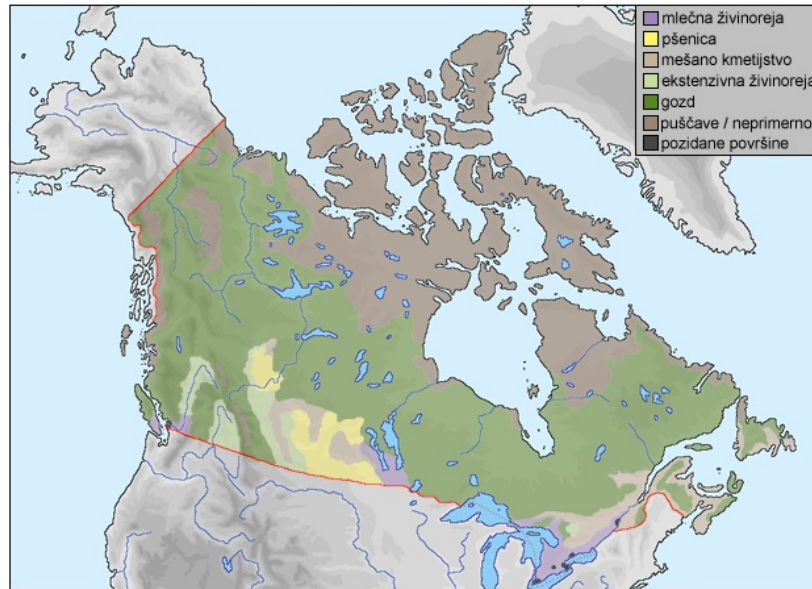 mlečna živinoreja
pšenica
mešano kmetijstvo
ekstenzivna živinoreja
gozd
puščave / neprimerno
pozidane površine